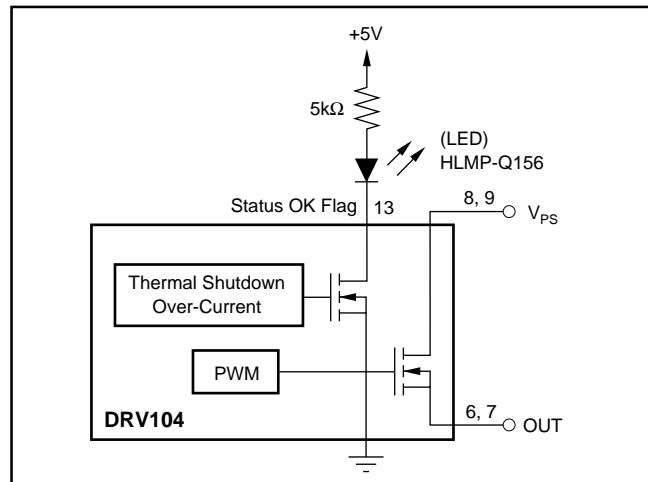 +5V
5kΩ
(LED)
HLMP-Q156
8, 9
V_PS
Status OK Flag
13
Thermal Shutdown
Over-Current
PWM
DRV104
6, 7
OUT